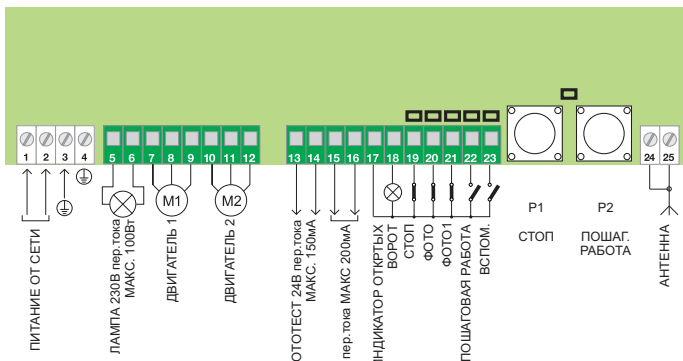 1 2 3 4 5 6 7 8 9 10 11 12 13 14 15 16 17 18 19 20 21 22 23 24 25
M1 M2
ПИТАНИЕ ОТ СЕТИ
ЛАМПА 230В пер.тока
МАКС. 100Вт
ДВИГАТЕЛЬ 1
ДВИГАТЕЛЬ 2
ОТОТЕСТ 24В пер.тока
МАКС. 150мА
пер.тока МАКС 200мА
ІНДИКАТОР ОТКРТЫХ
ВОРОТ
СТОП
ФОТО
ФОТО1
ПОШАГОВАЯ РАБОТА
ВСПОМ.
P1
СТОП
P2
ПОШАГ.
РАБОТА
АНТЕННА